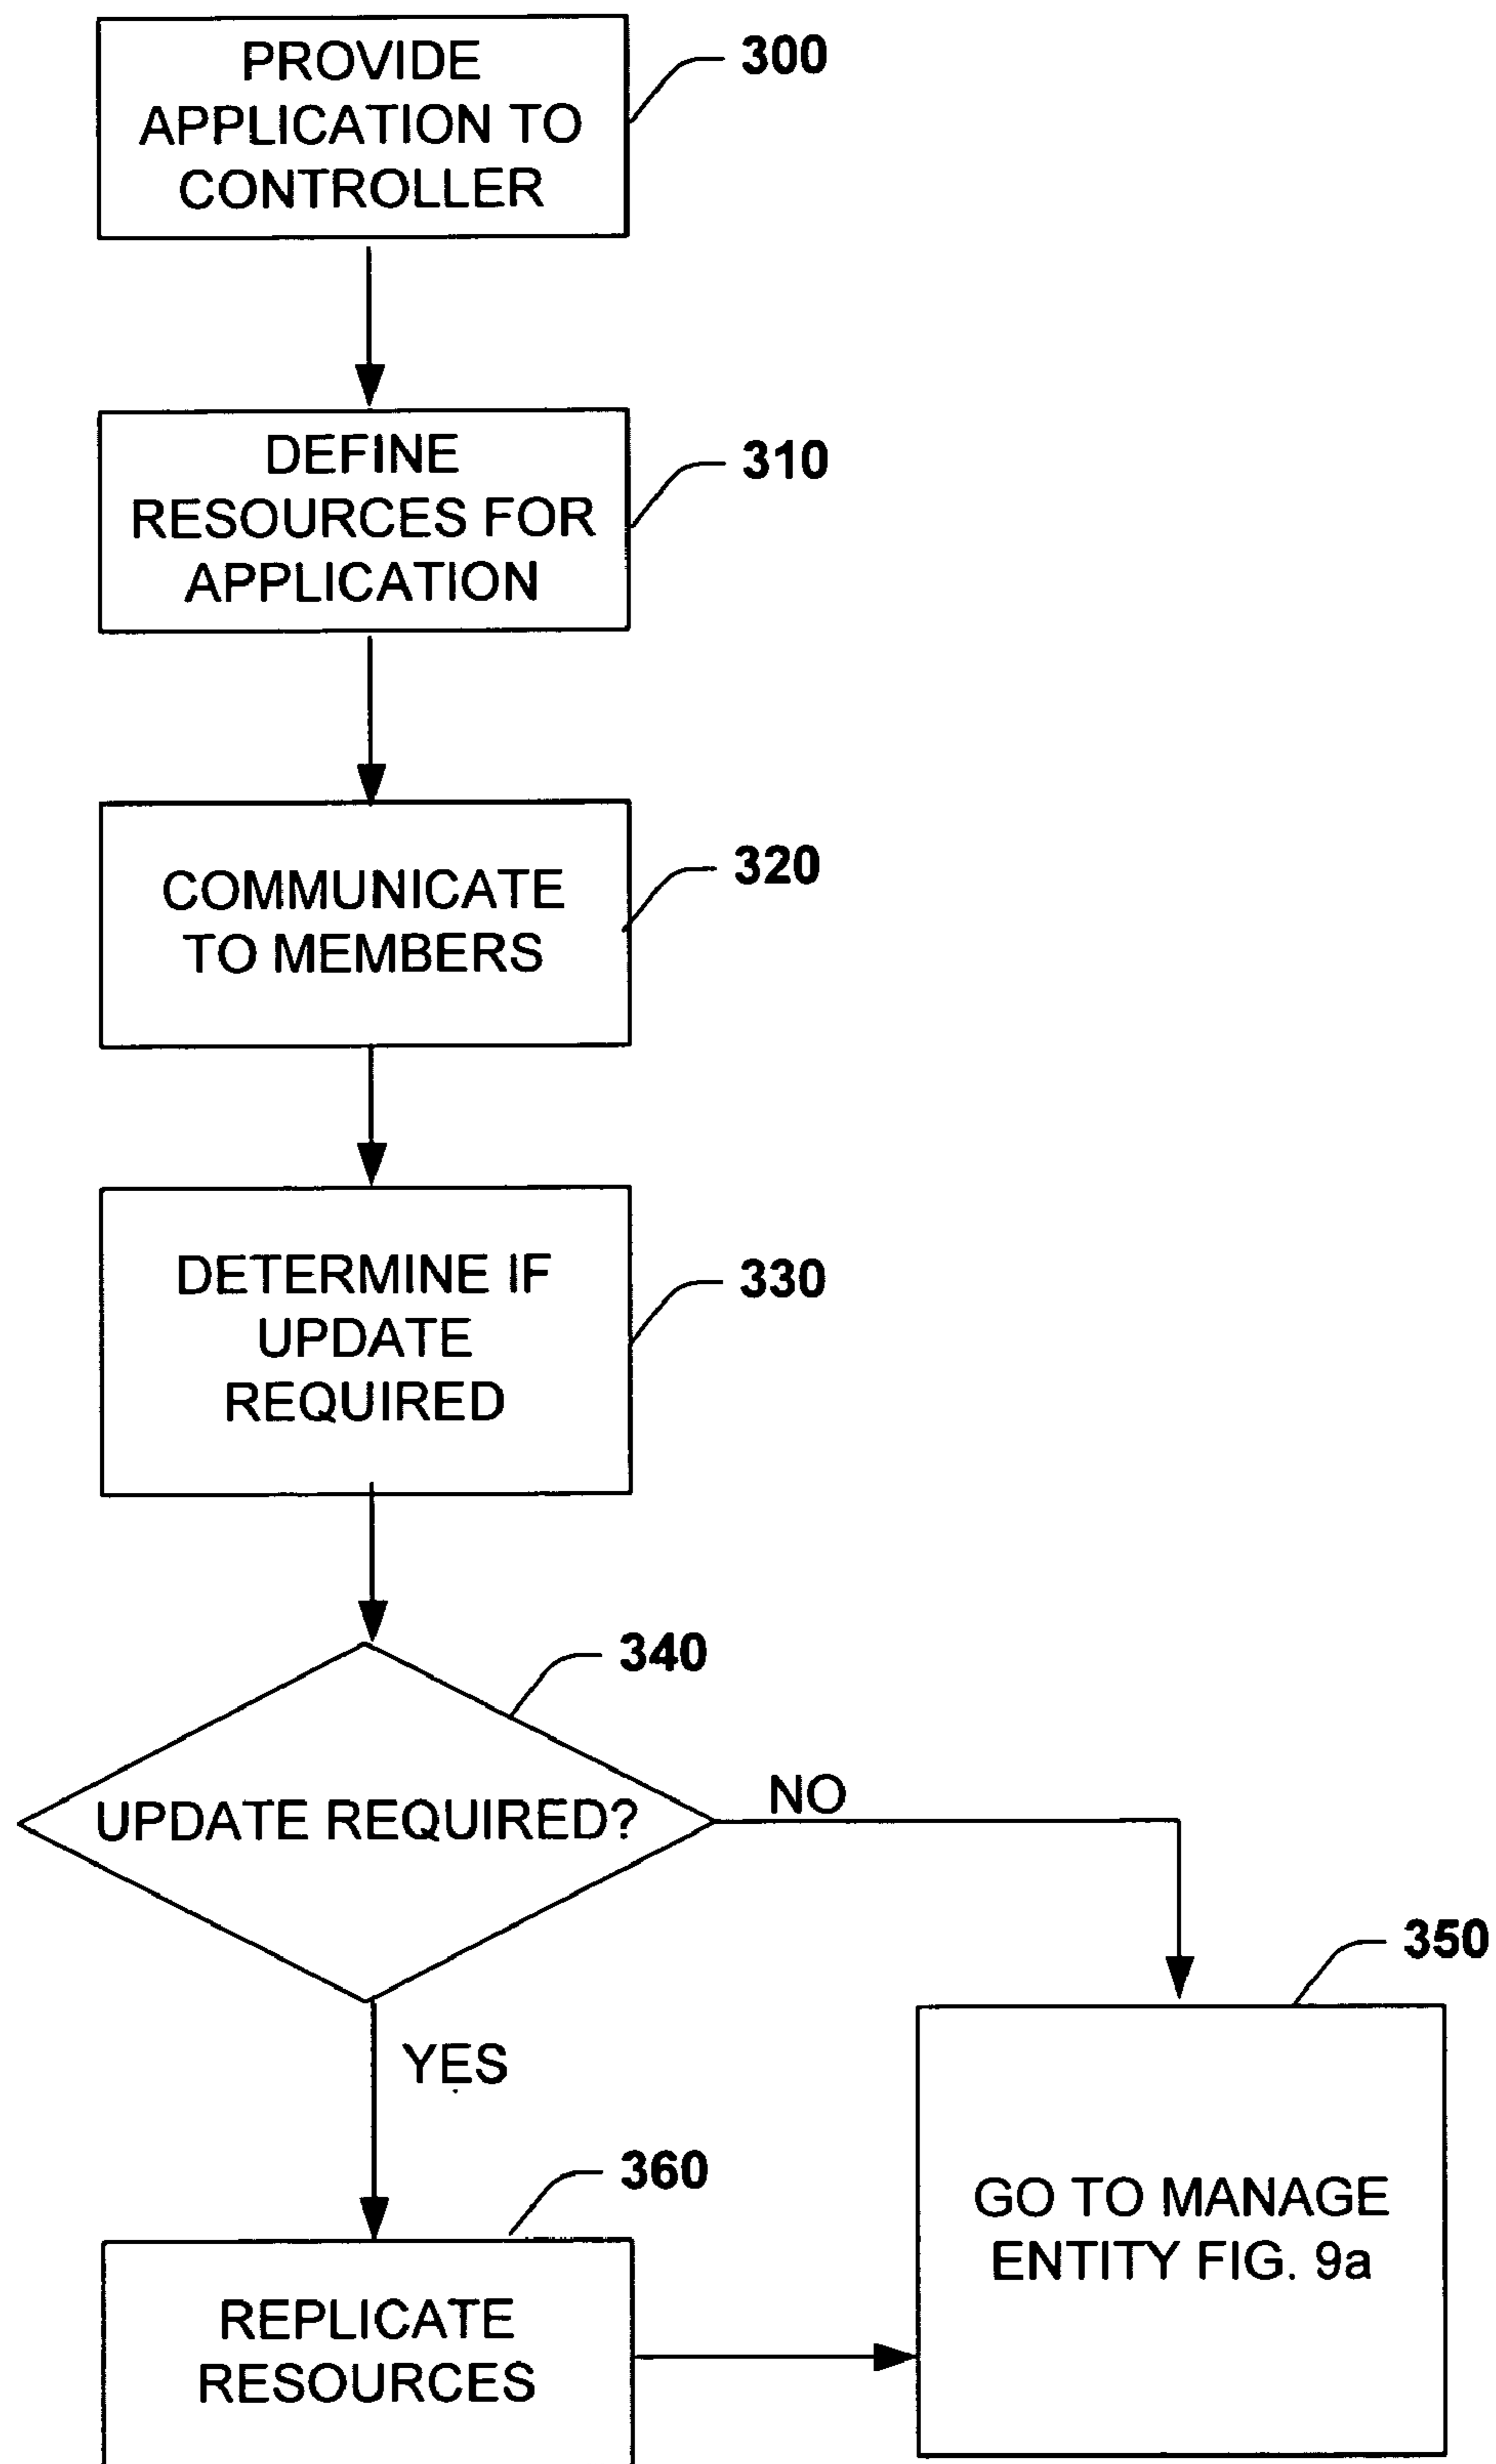 PROVIDE
APPLICATION TO
CONTROLLER
300
DEFINE
RESOURCES FOR
APPLICATION
310
COMMUNICATE
TO MEMBERS
320
DETERMINE IF
UPDATE
REQUIRED
330
340
UPDATE REQUIRED?
NO
350
YES
360
GO TO MANAGE
ENTITY FIG. 9a
REPLICATE
RESOURCES